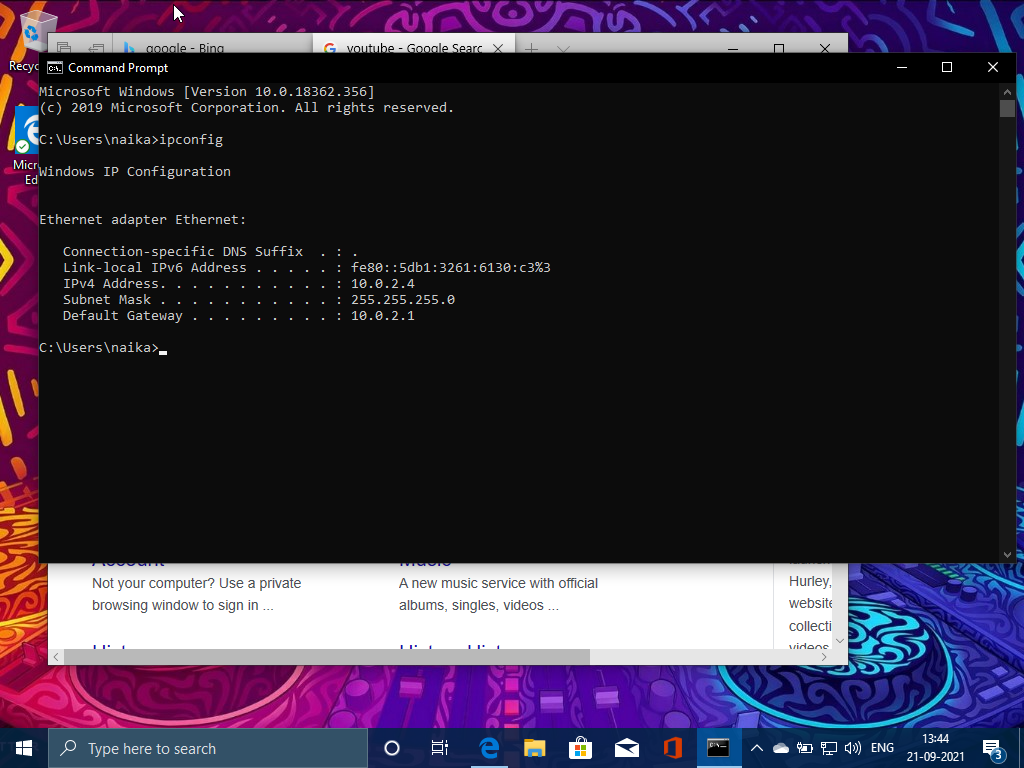 google - Bing
youtube - Google Searc
Command Prompt
Microsoft Windows [Version 10.0.18362.356]
(c) 2019 Microsoft Corporation. All rights reserved.
C:\Users\naika>ipconfig
Windows IP Configuration
Ethernet adapter Ethernet:
Connection-specific DNS Suffix  . : .
Link-local IPv6 Address . . . . . : fe80::5db1:3261:6130:c3%3
IPv4 Address. . . . . . . . . . . : 10.0.2.4
Subnet Mask . . . . . . . . . . . : 255.255.255.0
Default Gateway . . . . . . . . . : 10.0.2.1
C:\Users\naika>
Recyc
Micr
Ed
Account
Music
Not your computer? Use a private
browsing window to sign in ...
A new music service with official
albums, singles, videos ...
Hurley,
website
collecti
videos
Type here to search
ENG
13:44
21-09-2021
3